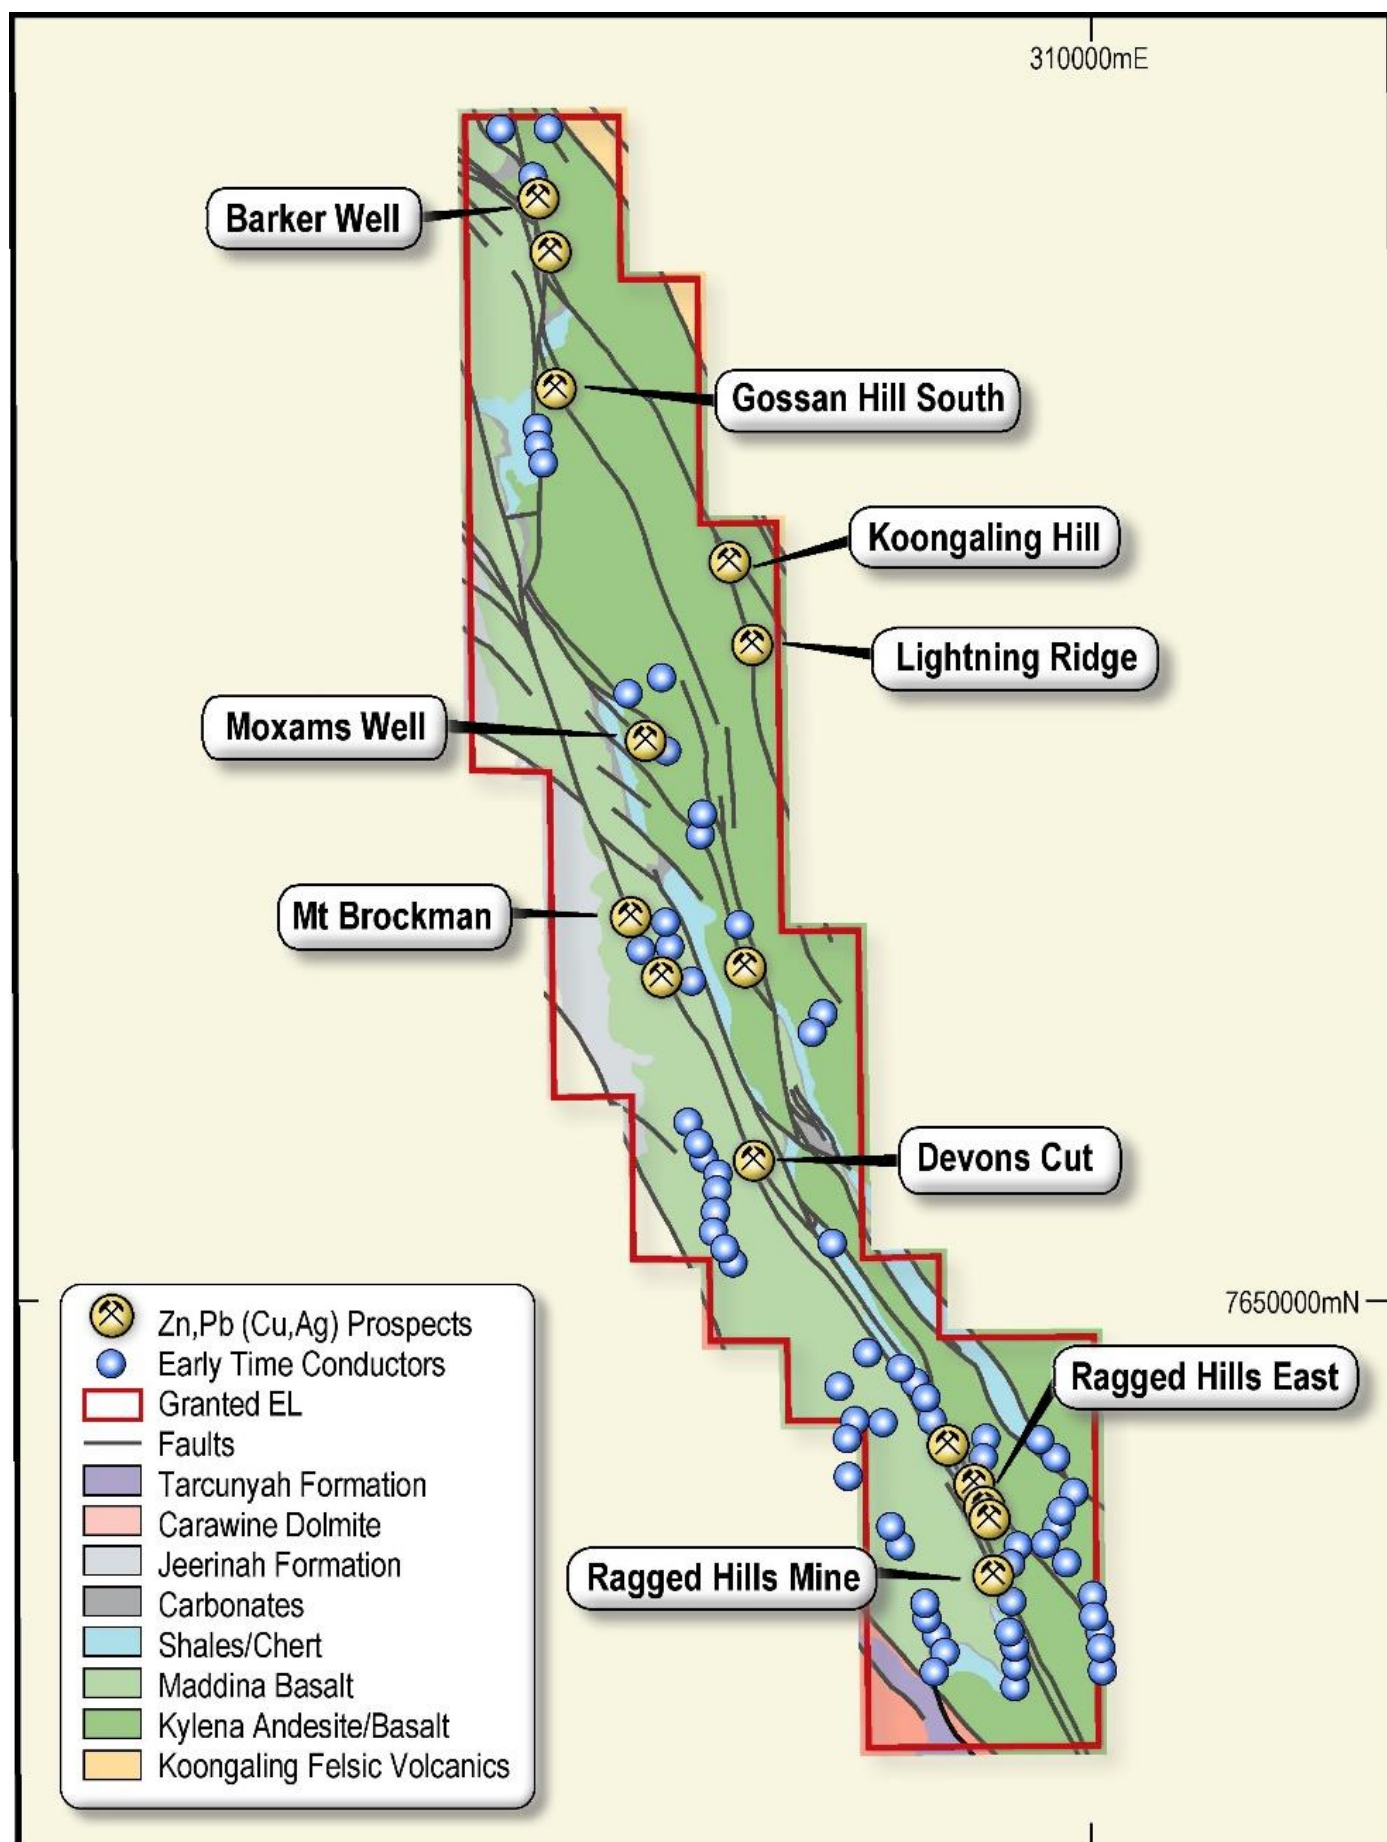 310000mE
Barker Well
Gossan Hill South
Koongaling Hill
Lightning Ridge
Moxams Well
Mt Brockman
Devons Cut
7650000mN
Ragged Hills East
Ragged Hills Mine
Zn,Pb (Cu,Ag) Prospects
Early Time Conductors
Granted EL
Faults
Tarcunyah Formation
Carawine Dolmite
Jeerinah Formation
Carbonates
Shales/Chert
Maddina Basalt
Kylena Andesite/Basalt
Koongaling Felsic Volcanics